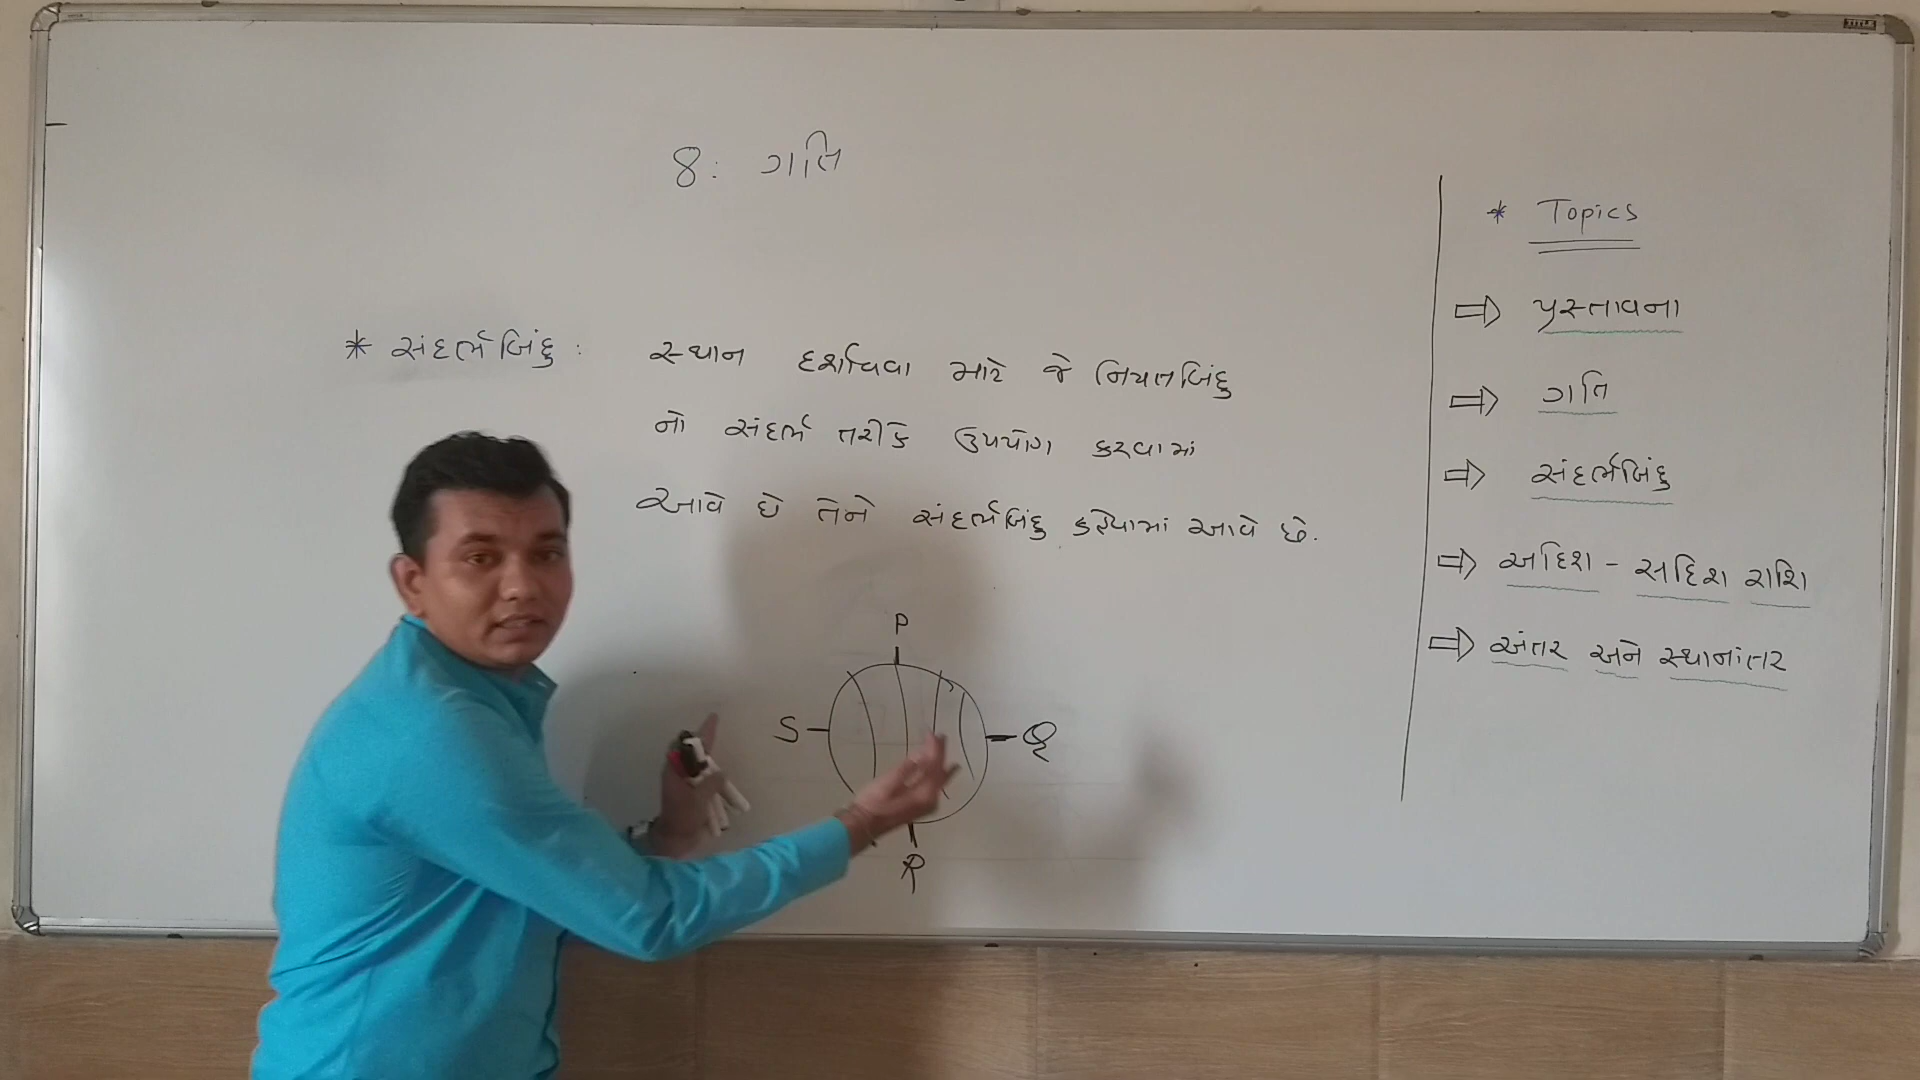 8: ગતિ
* સંદર્ભબિંદુ : સ્થાન દર્શાવવા માટે જે નિયતબિંદુ
નો સંદર્ભ તરીકે ઉપયોગ કરવામાં
આવે છે તેને સંદર્ભબિંદુ કહેવામાં આવે છે.
P
S
Q
R
* Topics
⇒ પ્રસ્તાવના
⇒ ગતિ
⇒ સંદર્ભબિંદુ
⇒ અદિશ - સદિશ રાશિ
⇒ અંતર અને સ્થાનાંતર